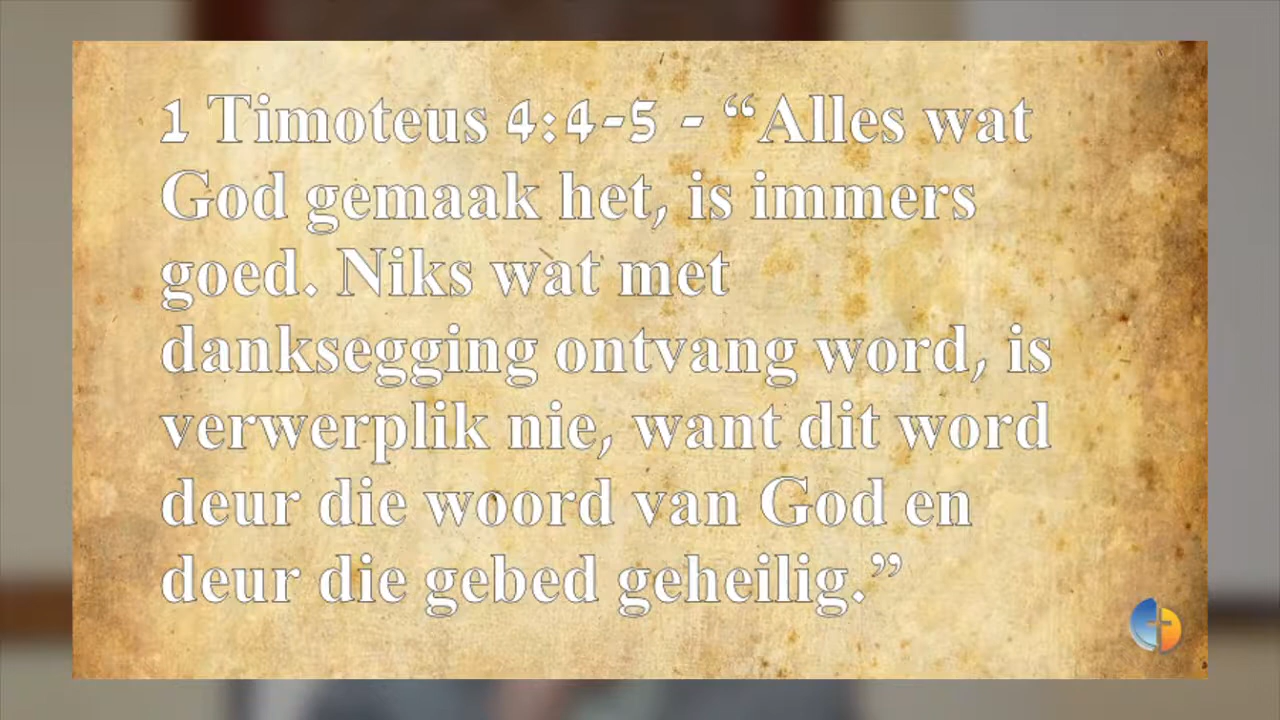 1 Timoteus 4:4-5 - “Alles wat
God gemaak het, is immers
goed. Niks wat met
danksegging ontvang word, is
verwerplik nie, want dit word
deur die woord van God en
deur die gebed geheilig.”